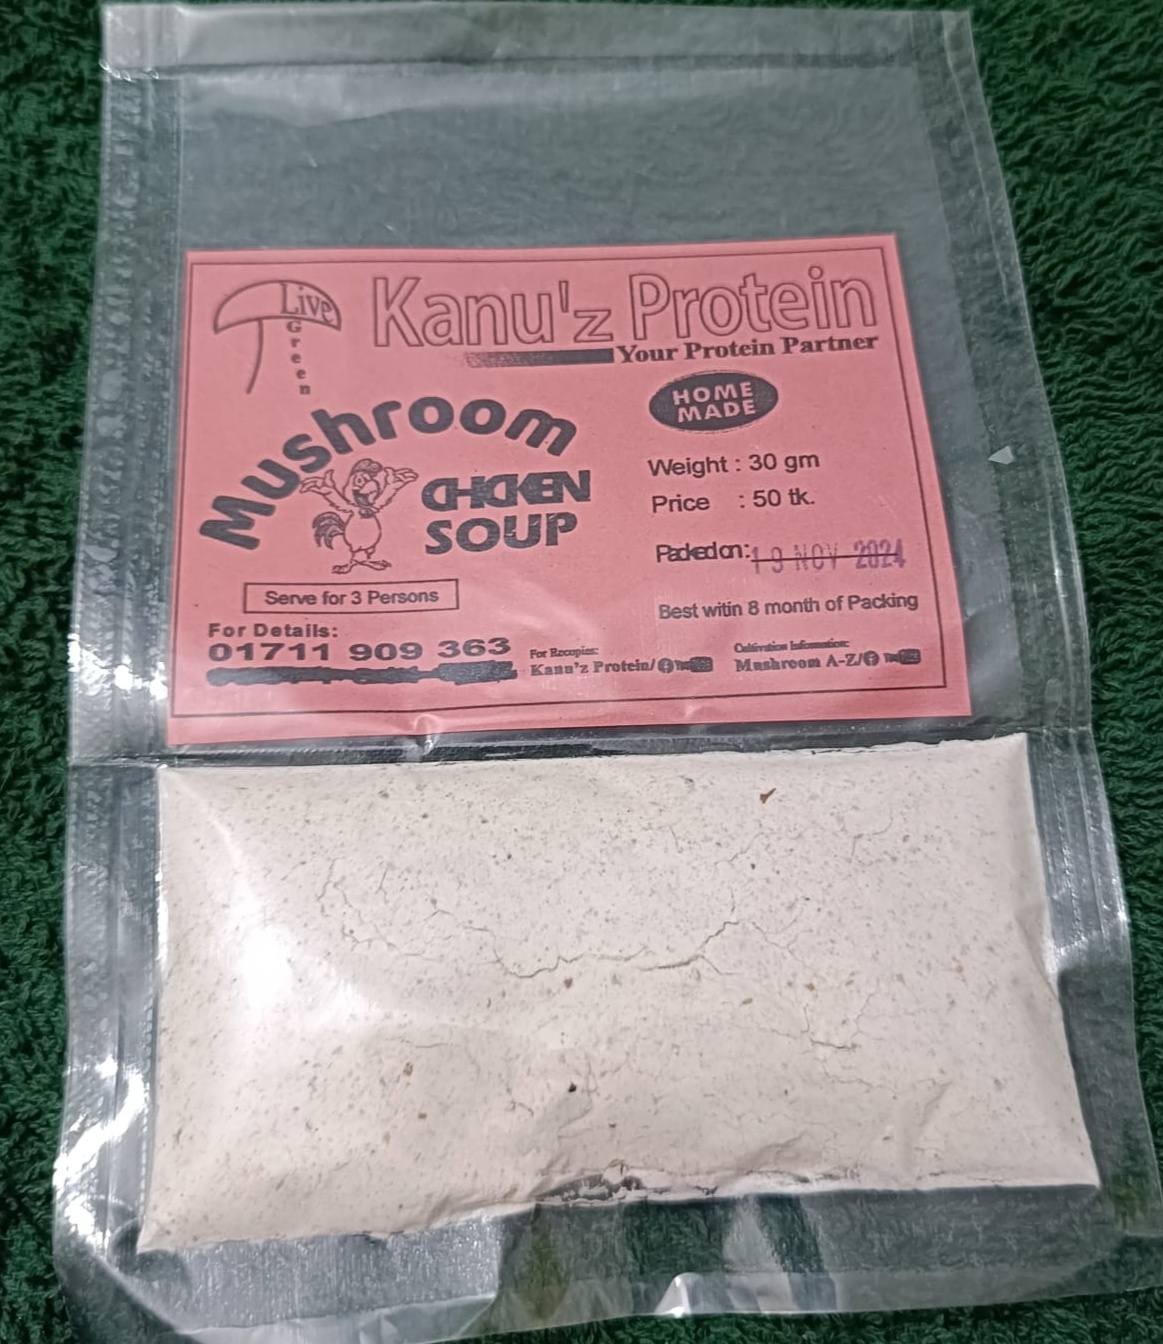 Live
Green
Kanu'z Protein
Your Protein Partner
HOME
MADE
Mushroom
CHICKEN
SOUP
Weight : 30 gm
Price : 50 tk.
Packed on: 19 NOV 2024
Serve for 3 Persons
Best witin 8 month of Packing
For Details:
01711 909 363
For Recepies:
Kanu'z Protein/
Cultivation Information:
Mushroom A-Z/